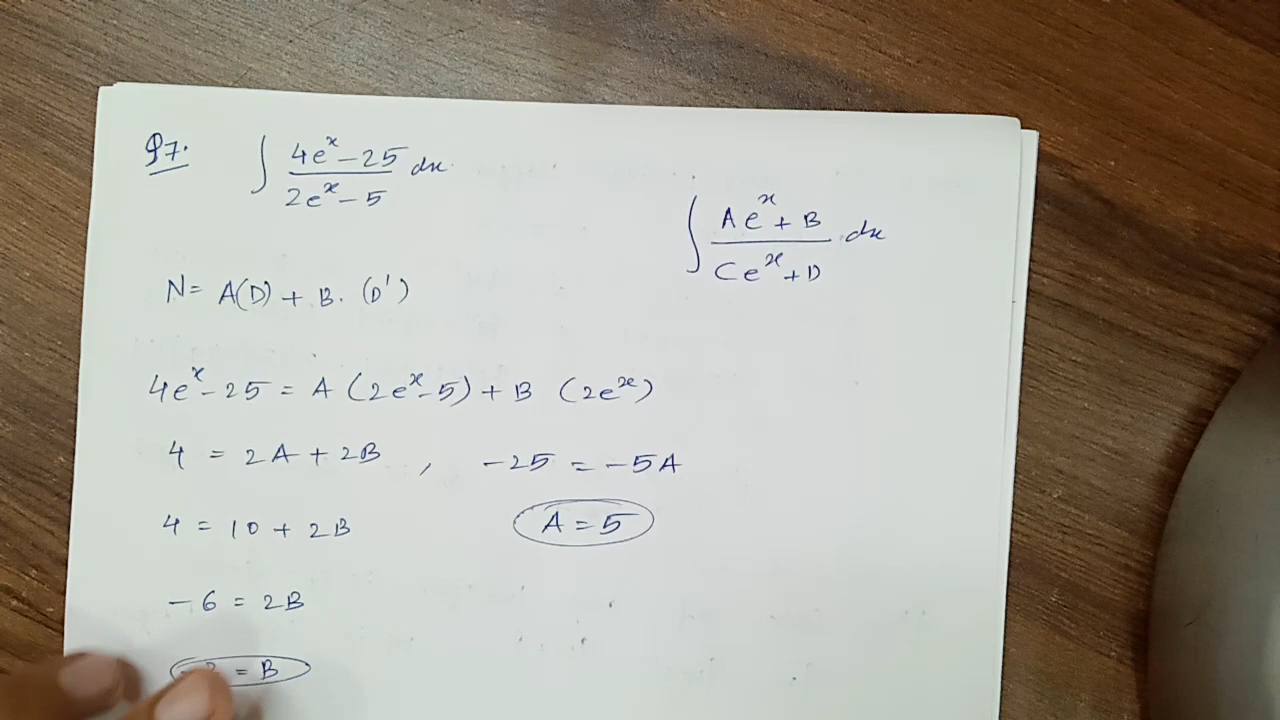 Q7. ∫ (4e^x - 25)/(2e^x - 5) dx.
∫ (Ae^x + B)/(Ce^x + D) dx
N = A(D) + B. (D')
4e^x - 25 = A (2e^x - 5) + B (2e^x)
4 = 2A + 2B , -25 = -5A
4 = 10 + 2B A = 5
-6 = 2B
= B